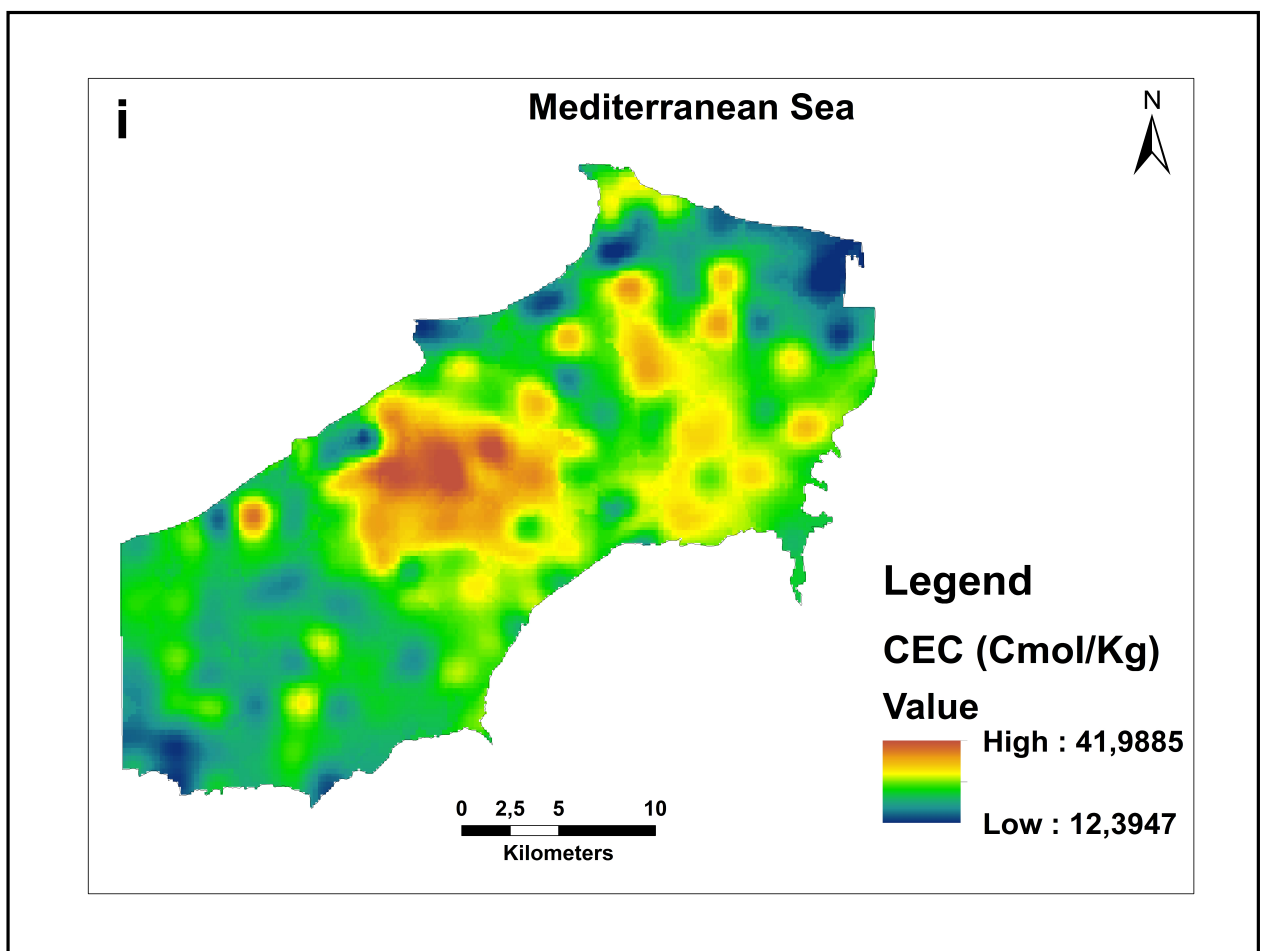 i
Mediterranean Sea
N
Legend
CEC (Cmol/Kg)
Value
High : 41,9885
Low : 12,3947
0 2,5 5 10
Kilometers